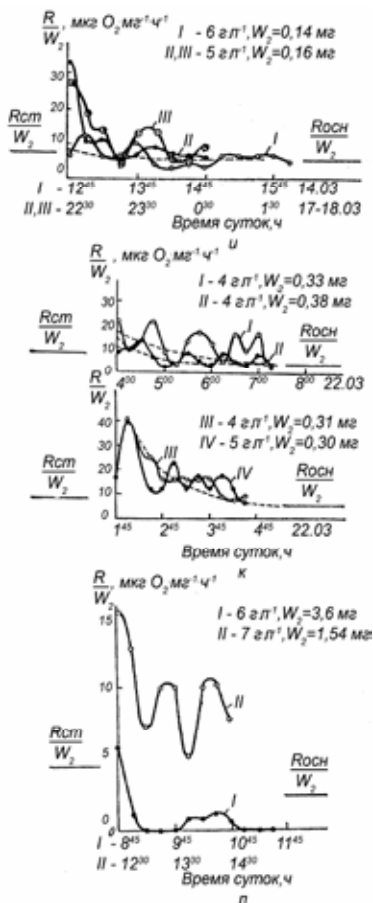 R/W₂, мкг O₂мг⁻¹·ч⁻¹
I - 6 г л⁻¹, W₂=0,14 мг
II, III - 5 г л⁻¹, W₂=0,16 мг
30
Rст/W₂
20
III
II
I
Rосн/W₂
10
0
I - 12⁴⁵ 13⁴⁵ 14⁴⁵ 15⁴⁵ 14.03
II,III - 22³⁰ 23³⁰ 0³⁰ 1³⁰ 17-18.03
Время суток, ч
и
R/W₂, мкг O₂мг⁻¹·ч⁻¹
I - 4 г л⁻¹, W₂=0,33 мг
II - 4 г л⁻¹, W₂=0,38 мг
Rст/W₂
20
I
Rосн/W₂
II
10
0
4⁰⁰ 5⁰⁰ 6⁰⁰ 7⁰⁰ 8⁰⁰ 22.03
R/W₂
III - 4 г л⁻¹, W₂=0,31 мг
IV - 5 г л⁻¹, W₂=0,30 мг
40
30
Rст/W₂
III
IV
Rосн/W₂
20
10
0
1⁴⁵ 2⁴⁵ 3⁴⁵ 4⁴⁵ 22.03
Время суток, ч
к
R/W₂, мкг O₂мг⁻¹·ч⁻¹
15
I - 6 г л⁻¹, W₂=3,6 мг
II - 7 г л⁻¹, W₂=1,54 мг
10
II
Rст/W₂
5
Rосн/W₂
I
0
I - 8⁴⁵ 9⁴⁵ 10⁴⁵ 11⁴⁵
II - 12³⁰ 13³⁰ 14³⁰
Время суток, ч